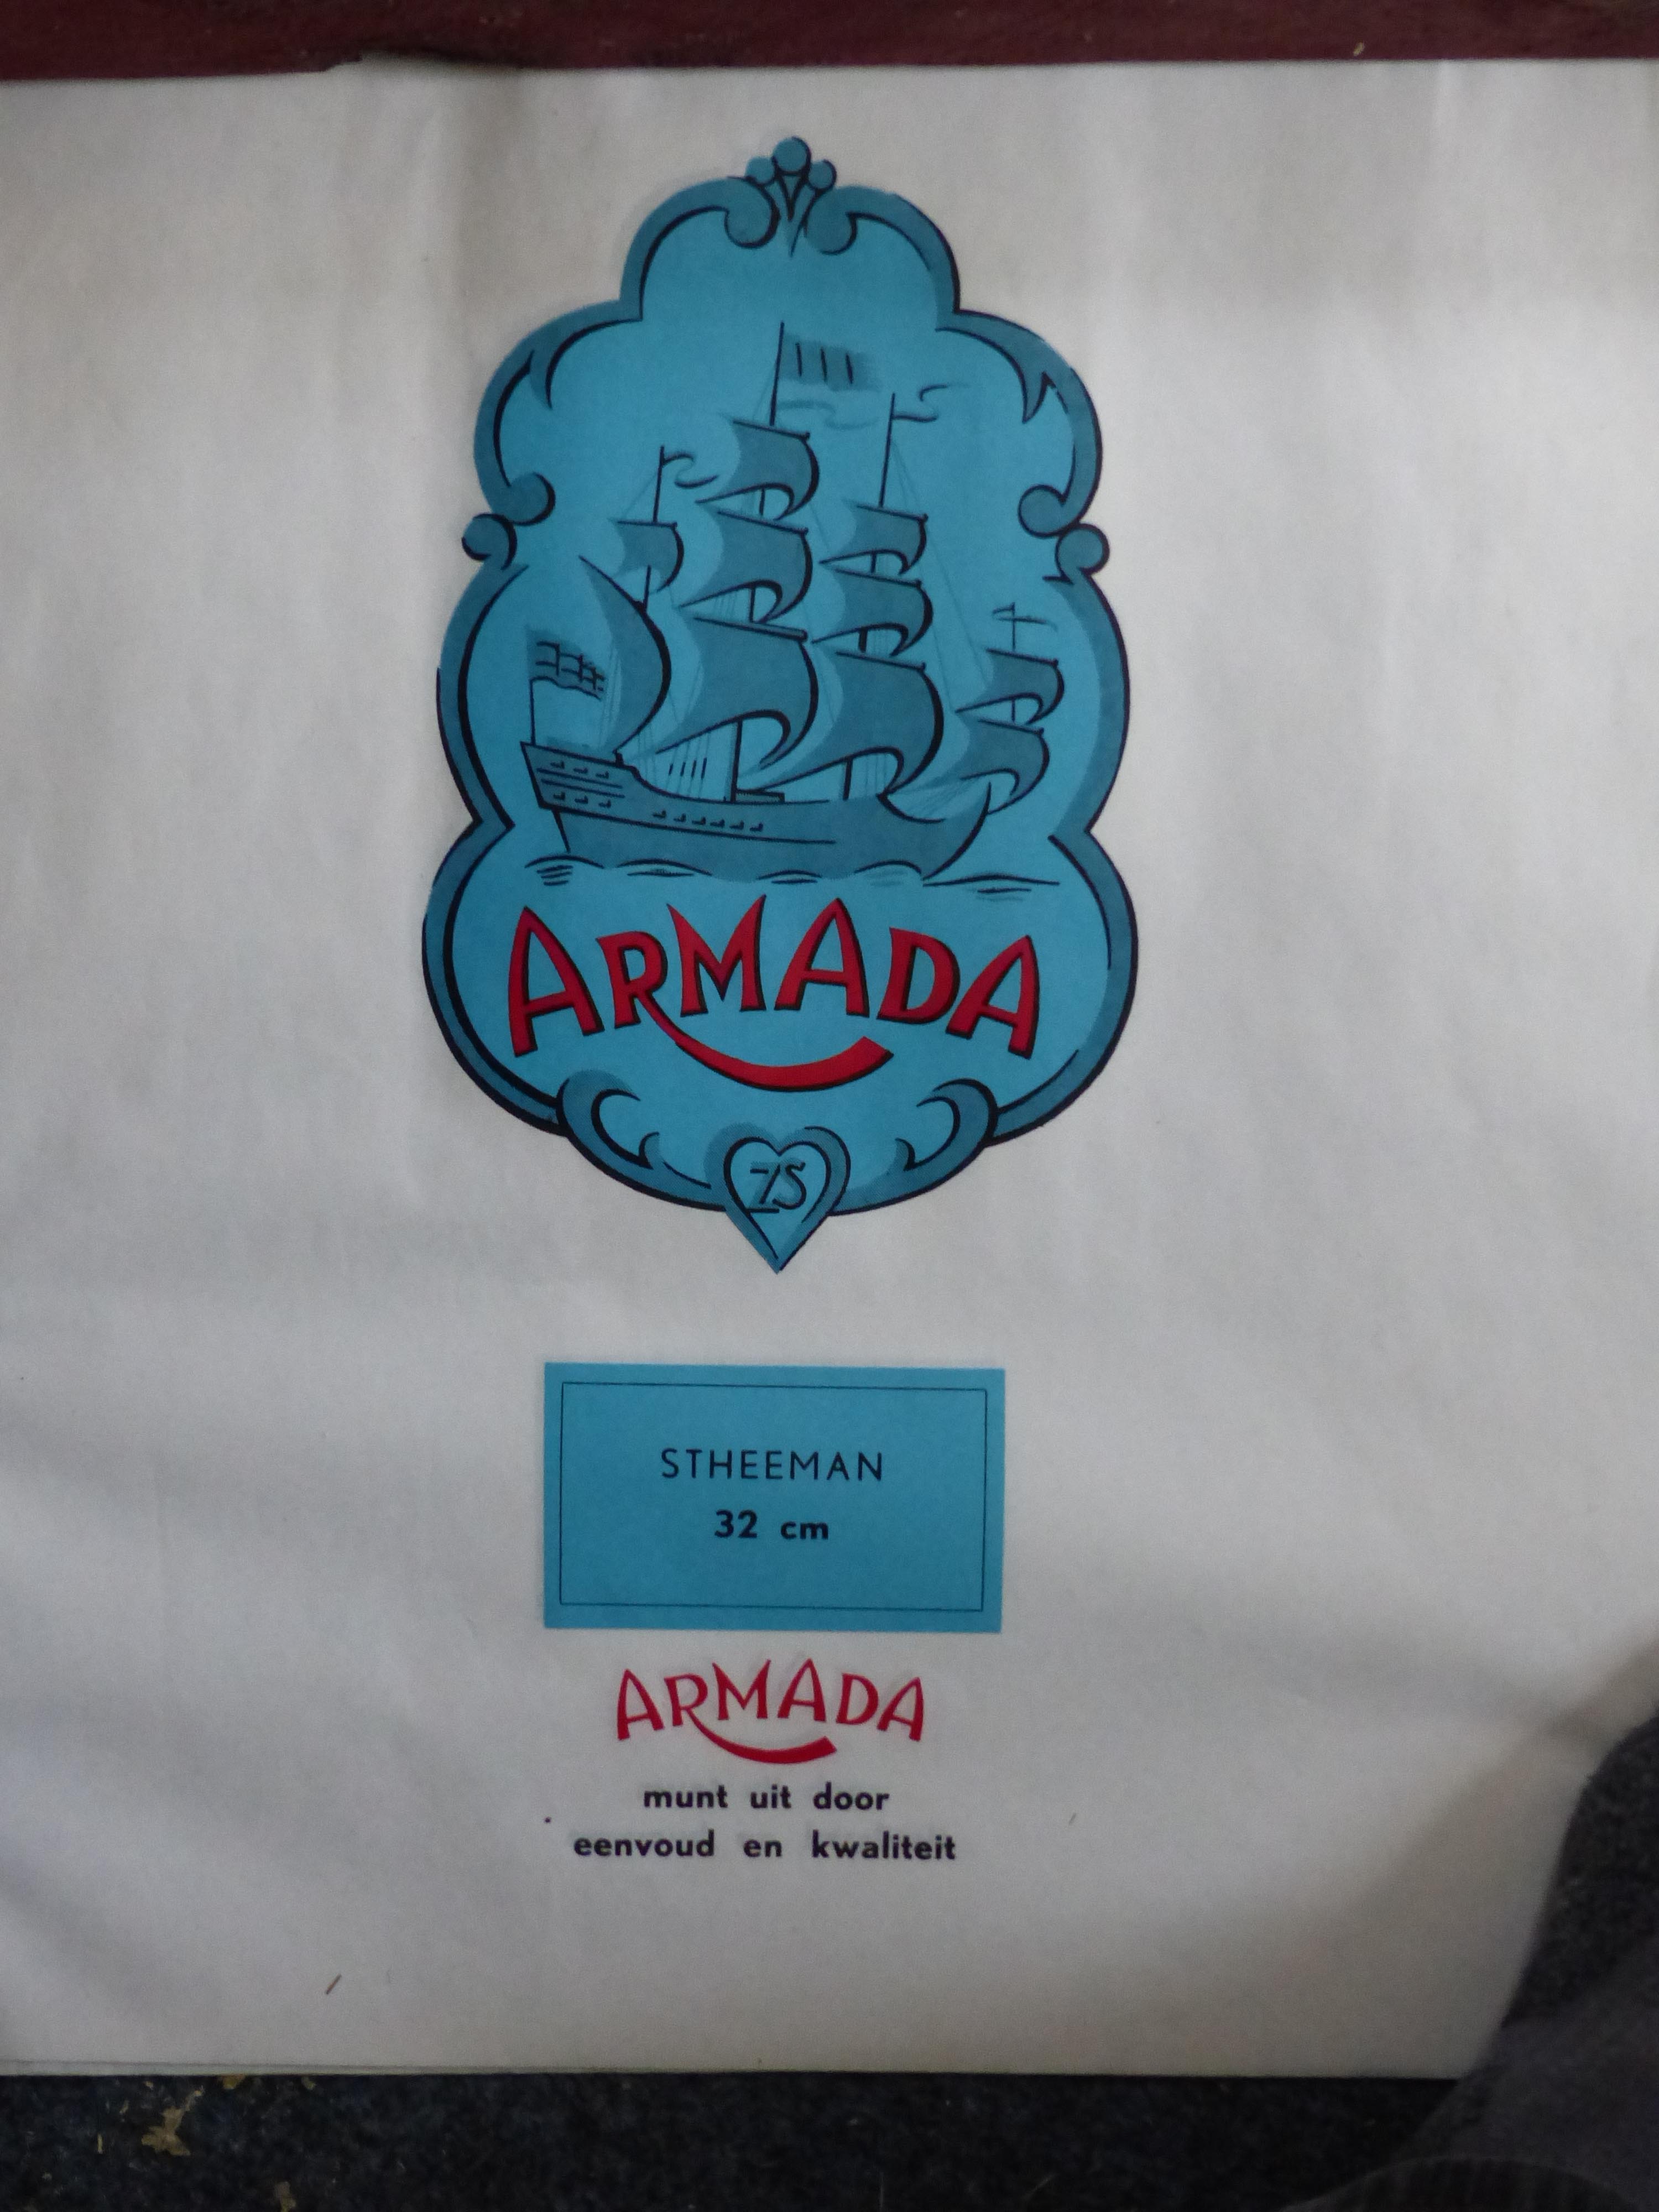 ARMADA
ZS
STHEEMAN
32 cm
ARMADA
munt uit door
eenvoud en kwaliteit